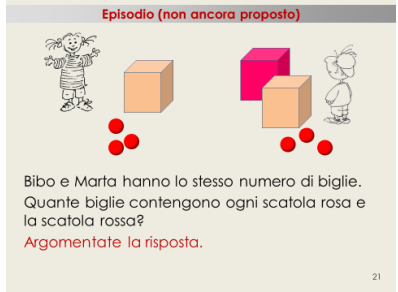 Episodio (non ancora proposto)
Bibo e Marta hanno lo stesso numero di biglie.
Quante biglie contengono ogni scatola rosa e
la scatola rossa?
Argomentate la risposta.
21